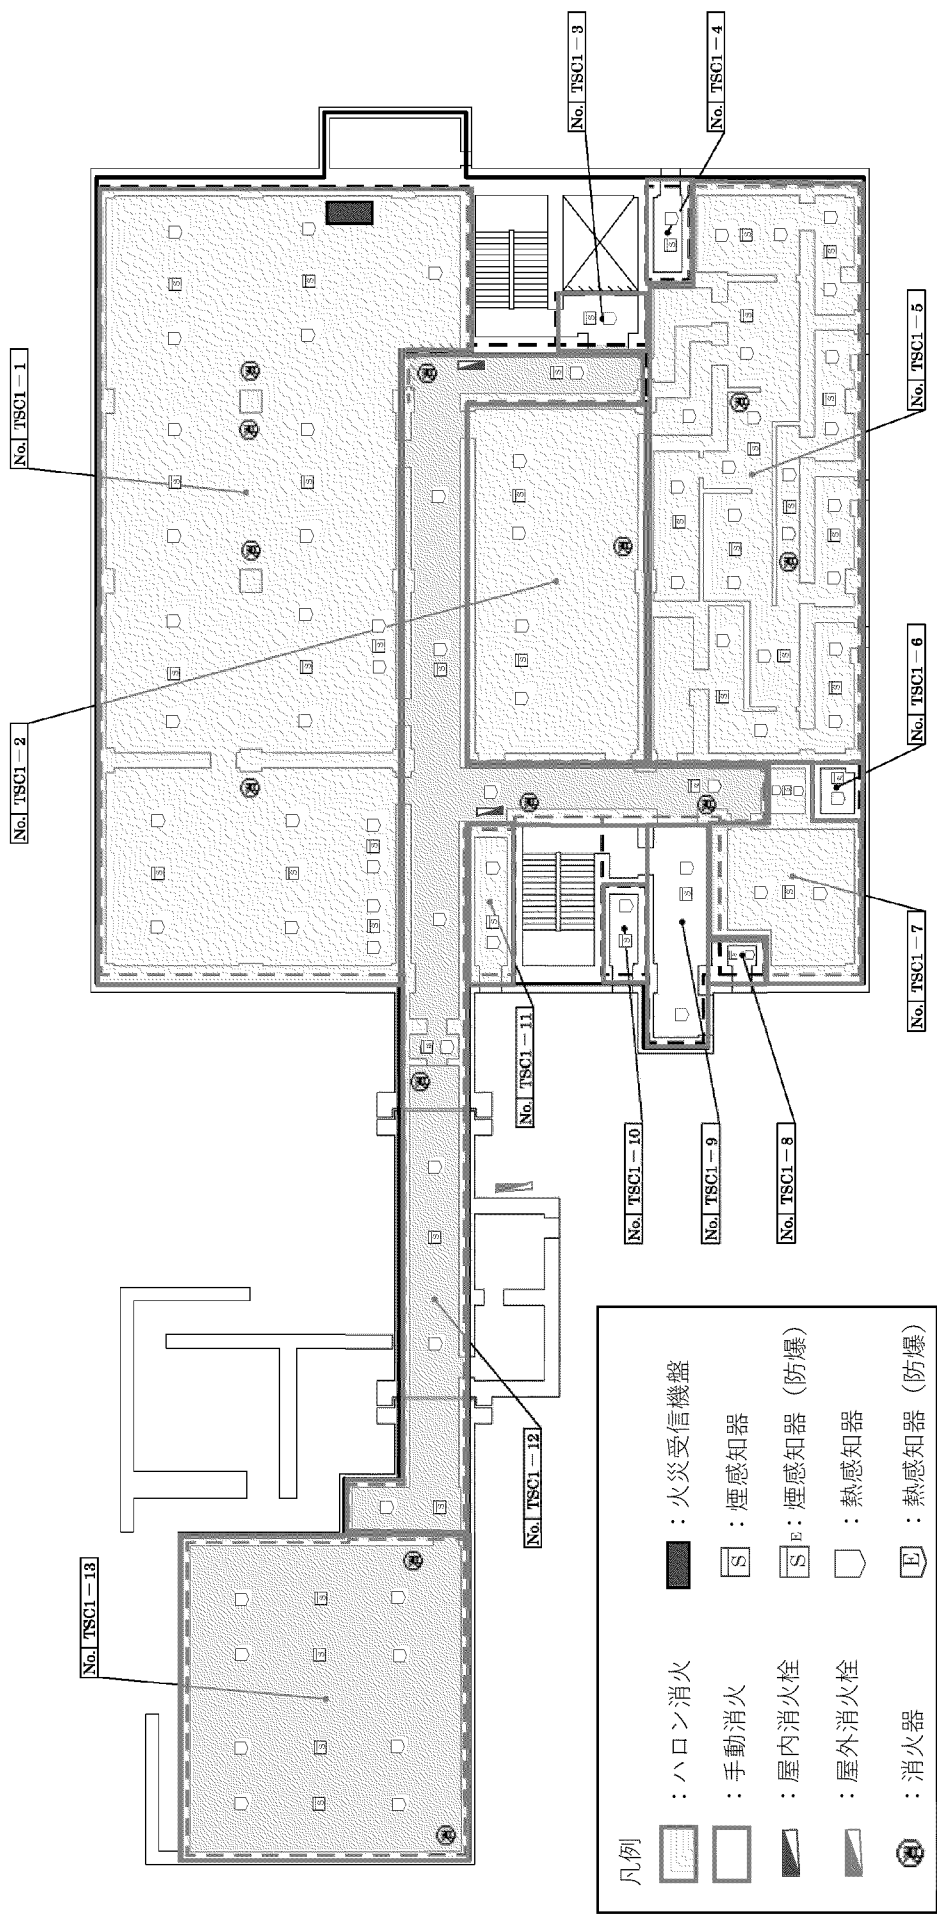 No. TSC1－1
No. TSC1－2
No. TSC1－3
No. TSC1－4
No. TSC1－5
No. TSC1－6
No. TSC1－7
No. TSC1－8
No. TSC1－9
No. TSC1－10
No. TSC1－11
No. TSC1－12
No. TSC1－13
凡例
：ハロン消火
：手動消火
：屋内消火栓
：屋外消火栓
：消火器
：火災受信機盤
S ：煙感知器
S E：煙感知器（防爆）
：熱感知器
E ：熱感知器（防爆）